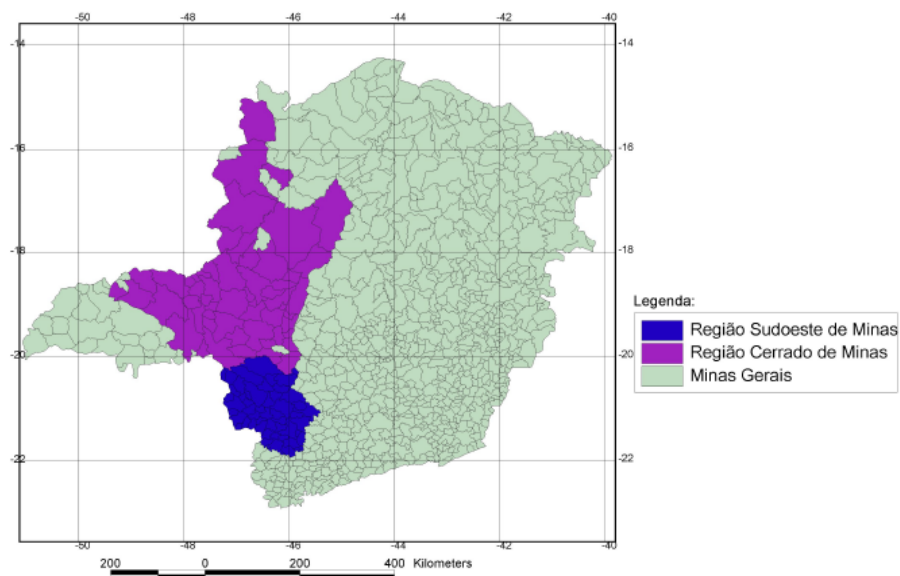 -50 -48 -46 -44 -42 -40
-14 -14
-16 -16
-18 -18
-20 -20
-22 -22
-50 -48 -46 -44 -42 -40
200 0 200 400 Kilometers
Legenda:
Região Sudoeste de Minas
Região Cerrado de Minas
Minas Gerais